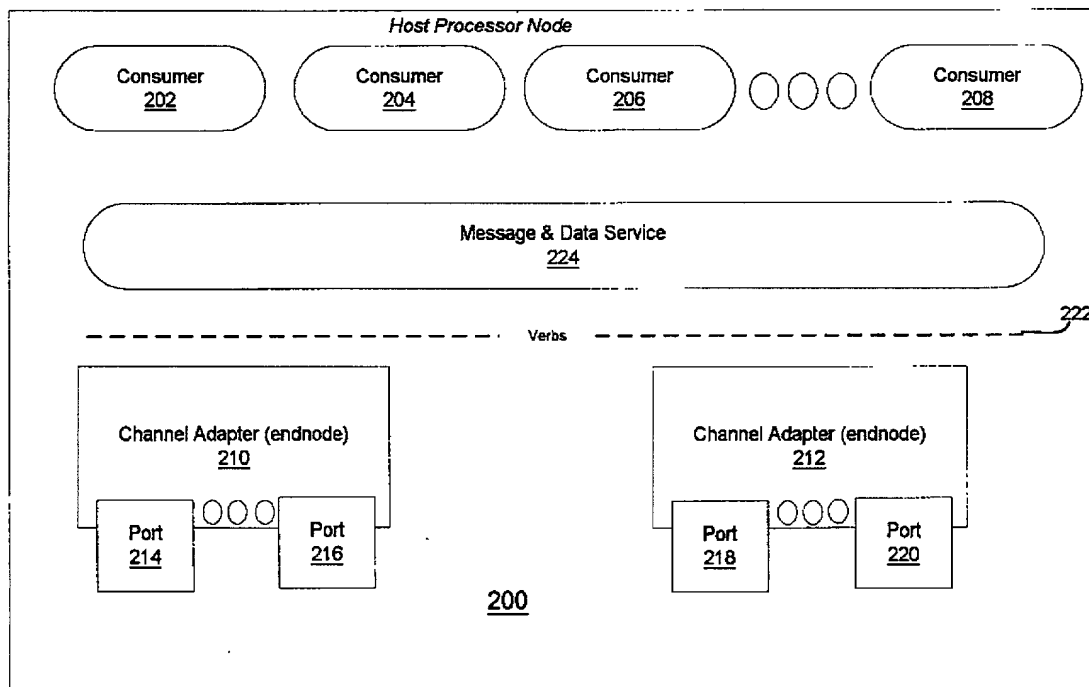 Host Processor Node
Consumer
202
Consumer
204
Consumer
206
Consumer
208
Message & Data Service
224
222
Verbs
Channel Adapter (endnode)
210
Channel Adapter (endnode)
212
Port
214
Port
216
Port
218
Port
220
200